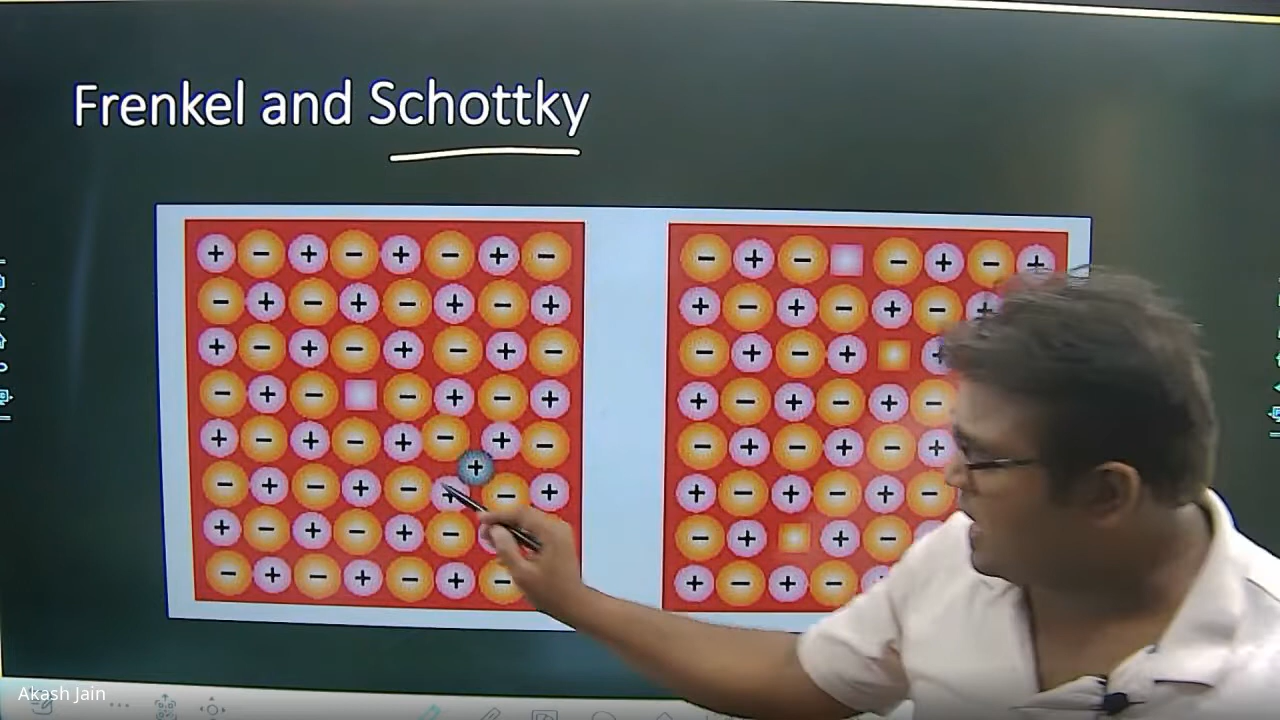 Frenkel and Schottky
+ − + − + − + −
− + − + − + − +
+ − + − + − + −
− + − − + − +
+ − + − + − + −
+
− + − + − + − +
+ − + − + −
− + − + − + −
− + − − + − +
+ − + − + − +
− + − + +
+ − + − + −
− + − + − +
+ − + − + −
− + + −
+ − + −
Akash Jain